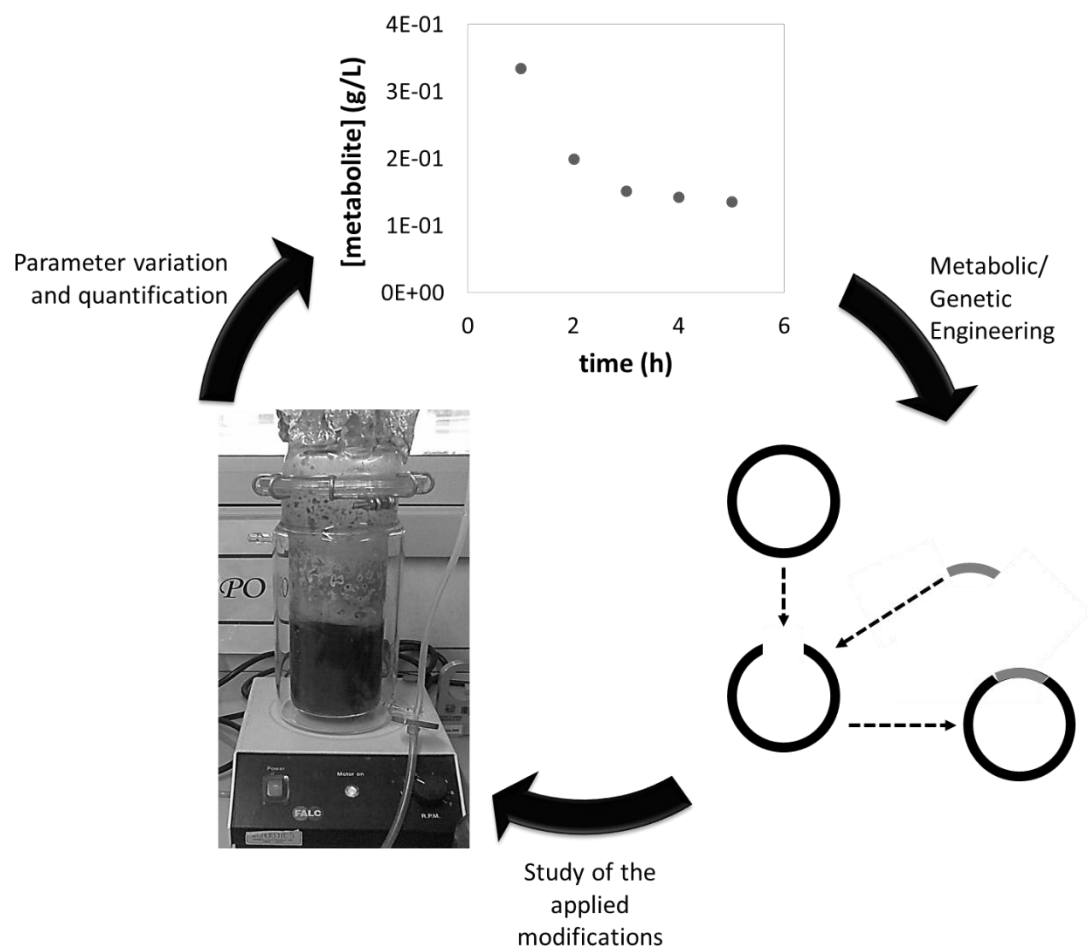 4E-01
3E-01
2E-01
1E-01
0E+00
[metabolite] (g/L)
0
2
4
6
time (h)
Parameter variation
and quantification
Metabolic/
Genetic
Engineering
PO
Power
Motor on
R.P.M.
FALC
Study of the
applied
modifications